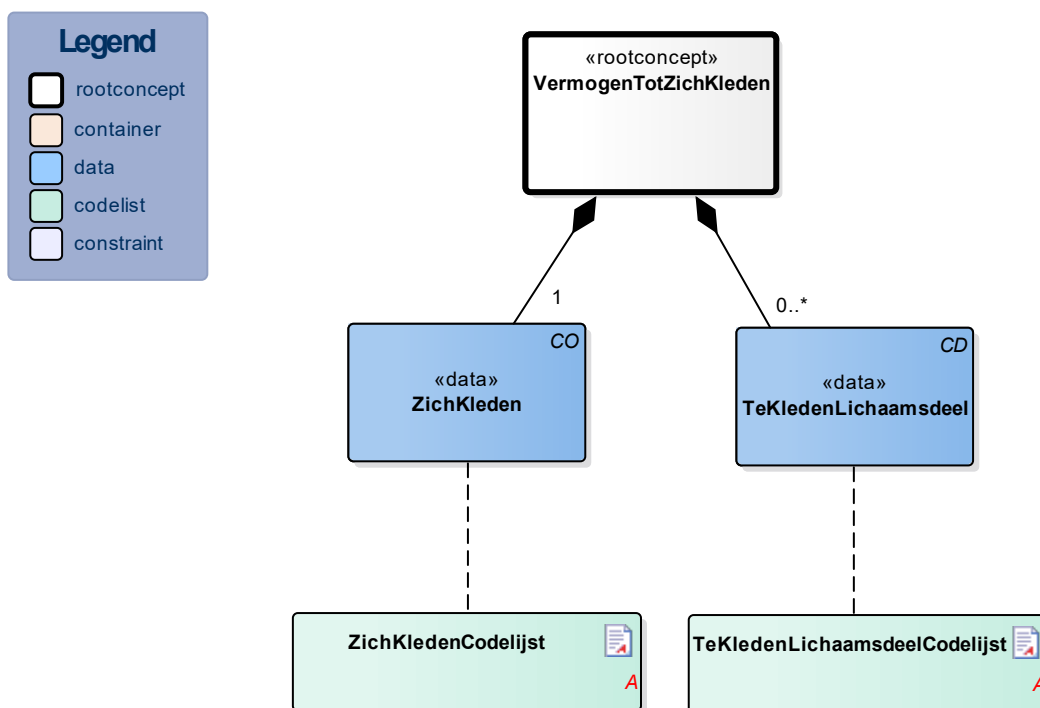 Legend
rootconcept
container
data
codelist
constraint
«rootconcept»
VermogenTotZichKleden
1
0..*
CO
«data»
ZichKleden
CD
«data»
TeKledenLichaamsdeel
ZichKledenCodelijst
A
TeKledenLichaamsdeelCodelijst
A